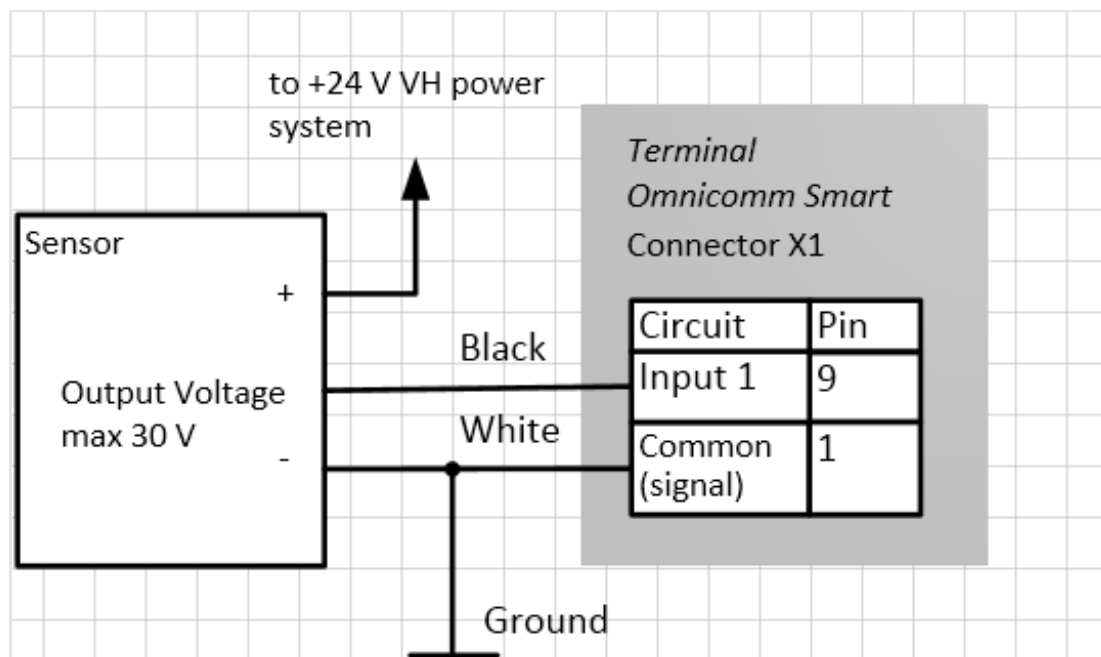 to +24 V VH power
system
Terminal
Omnicomm Smart
Connector X1
Sensor
+
Output Voltage
max 30 V
-
Black
White
Circuit Pin
Input 1 9
Common 1
(signal)
Ground